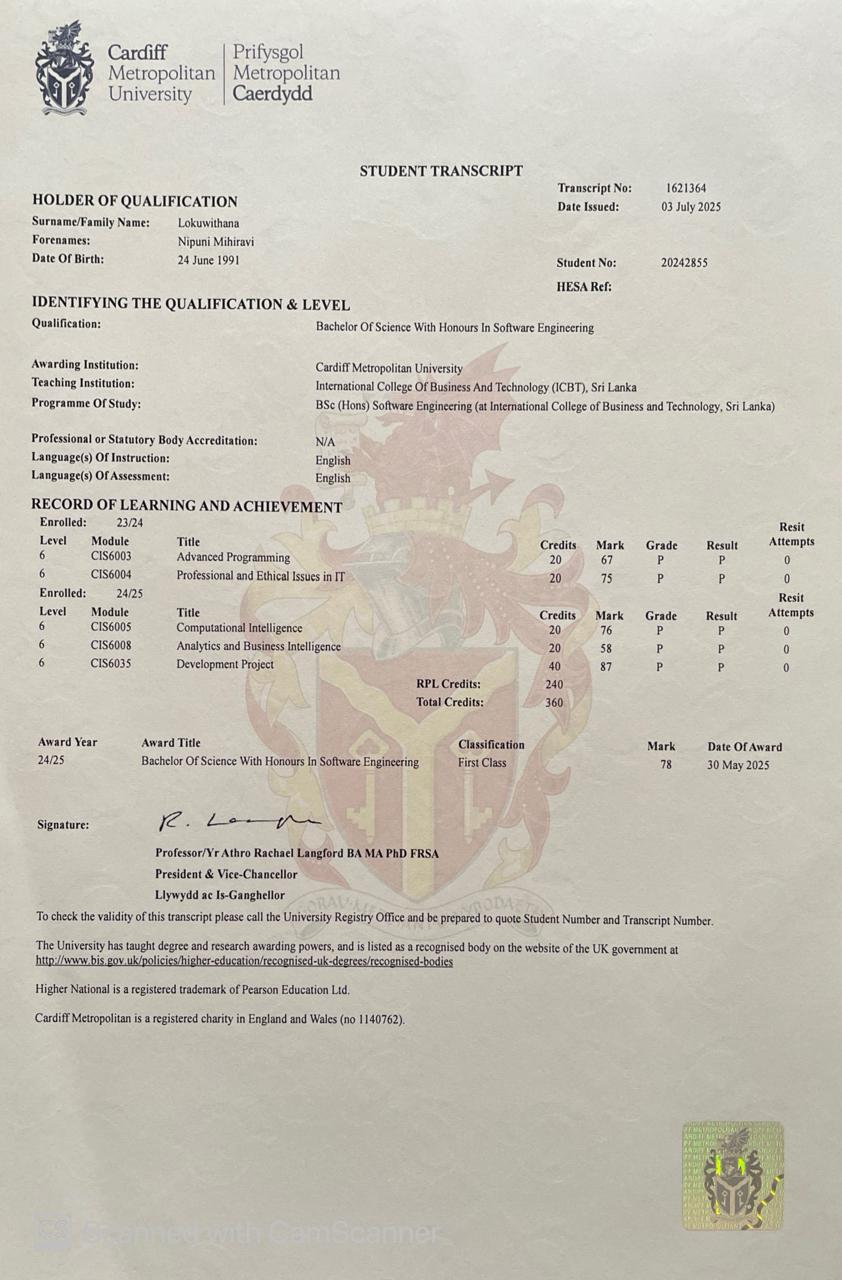 Cardiff
Metropolitan
University
Prifysgol
Metropolitan
Caerdydd
STUDENT TRANSCRIPT
Transcript No: 1621364
Date Issued: 03 July 2025
HOLDER OF QUALIFICATION
Surname/Family Name: Lokuwithana
Forenames: Nipuni Mihiravi
Date Of Birth: 24 June 1991
Student No: 20242855
HESA Ref:
IDENTIFYING THE QUALIFICATION & LEVEL
Qualification: Bachelor Of Science With Honours In Software Engineering
Awarding Institution: Cardiff Metropolitan University
Teaching Institution: International College Of Business And Technology (ICBT), Sri Lanka
Programme Of Study: BSc (Hons) Software Engineering (at International College of Business and Technology, Sri Lanka)
Professional or Statutory Body Accreditation: N/A
Language(s) Of Instruction: English
Language(s) Of Assessment: English
RECORD OF LEARNING AND ACHIEVEMENT
Enrolled: 23/24
Level Module Title Credits Mark Grade Result Resit Attempts
6 CIS6003 Advanced Programming 20 67 P P 0
6 CIS6004 Professional and Ethical Issues in IT 20 75 P P 0
Enrolled: 24/25
Level Module Title Credits Mark Grade Result Resit Attempts
6 CIS6005 Computational Intelligence 20 76 P P 0
6 CIS6008 Analytics and Business Intelligence 20 58 P P 0
6 CIS6035 Development Project 40 87 P P 0
RPL Credits: 240
Total Credits: 360
Award Year Award Title Classification Mark Date Of Award
24/25 Bachelor Of Science With Honours In Software Engineering First Class 78 30 May 2025
Signature: R. Langford
Professor/Yr Athro Rachael Langford BA MA PhD FRSA
President & Vice-Chancellor
Llywydd ac Is-Ganghellor
To check the validity of this transcript please call the University Registry Office and be prepared to quote Student Number and Transcript Number.
The University has taught degree and research awarding powers, and is listed as a recognised body on the website of the UK government at
http://www.bis.gov.uk/policies/higher-education/recognised-uk-degrees/recognised-bodies
Higher National is a registered trademark of Pearson Education Ltd.
Cardiff Metropolitan is a registered charity in England and Wales (no 1140762).
Scanned with CamScanner